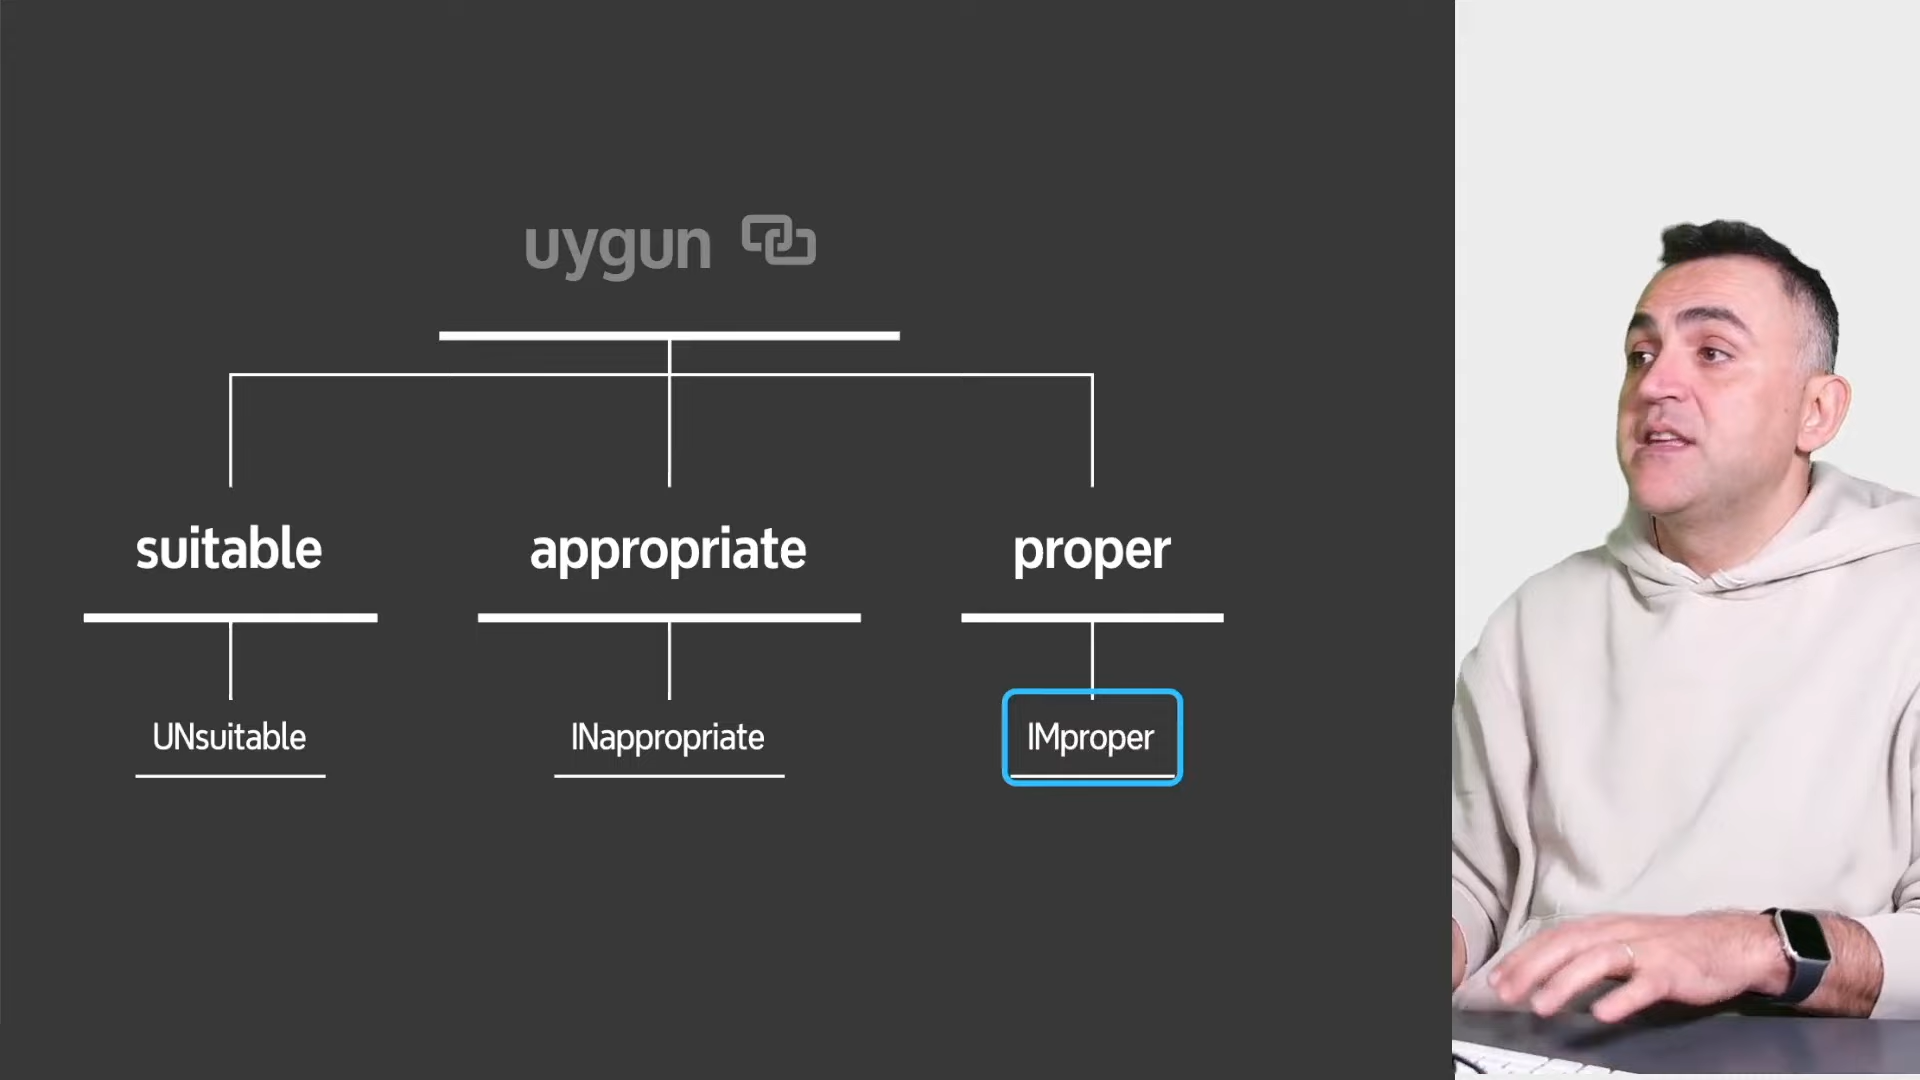 uygun
suitable
appropriate
proper
UNsuitable
INappropriate
IMproper